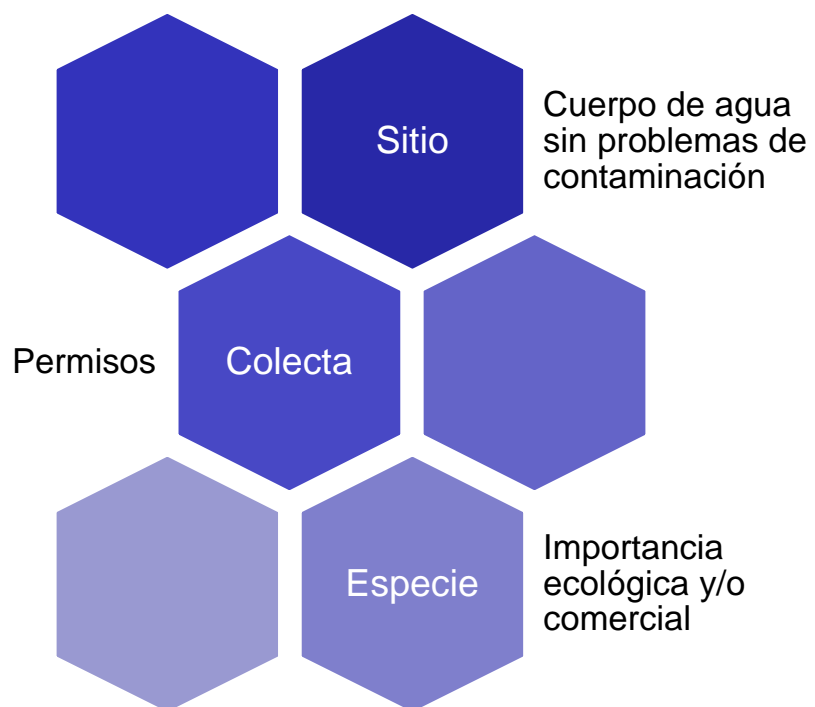 Sitio
Cuerpo de agua
sin problemas de
contaminación
Permisos
Colecta
Especie
Importancia
ecológica y/o
comercial